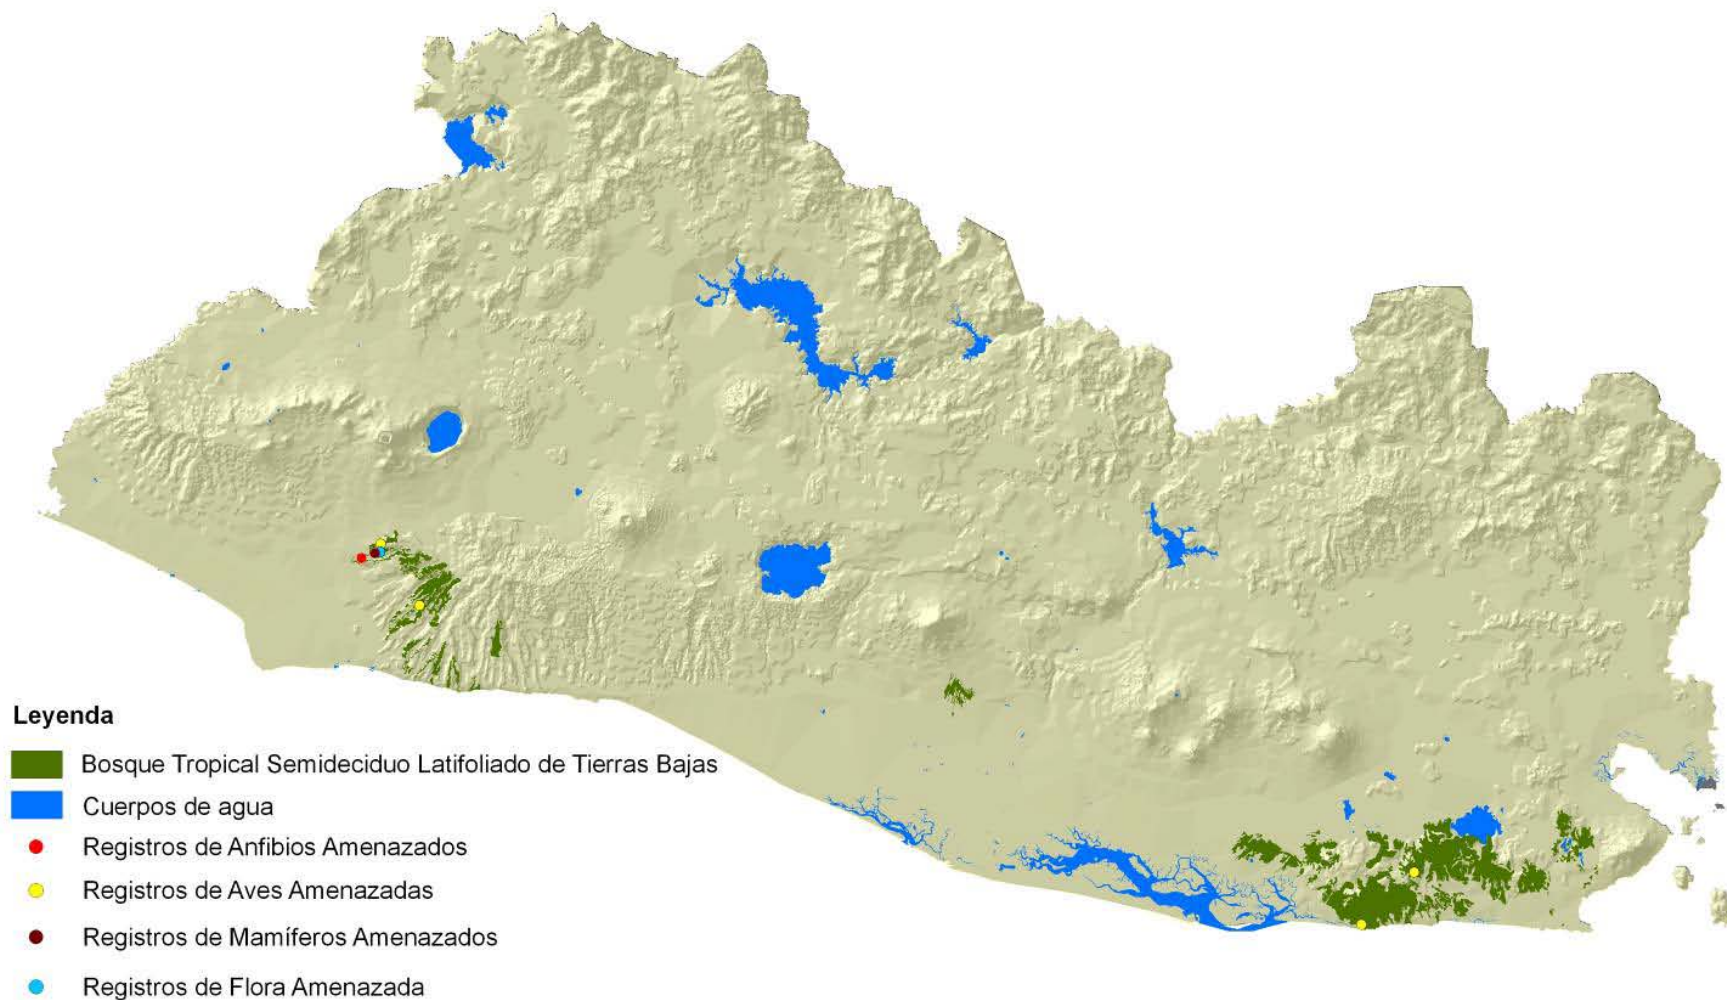 Leyenda
Bosque Tropical Semideciduo Latifoliado de Tierras Bajas
Cuerpos de agua
Registros de Anfibios Amenazados
Registros de Aves Amenazadas
Registros de Mamíferos Amenazados
Registros de Flora Amenazada